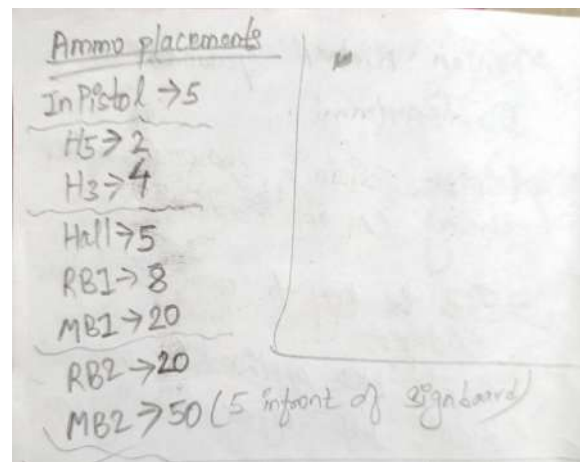 Ammo placements
In Pistol → 5
H5 → 2
H3 → 4
Hall → 5
RB1 → 8
MB1 → 20
RB2 → 20
MB2 → 50 (5 infront of signboard)